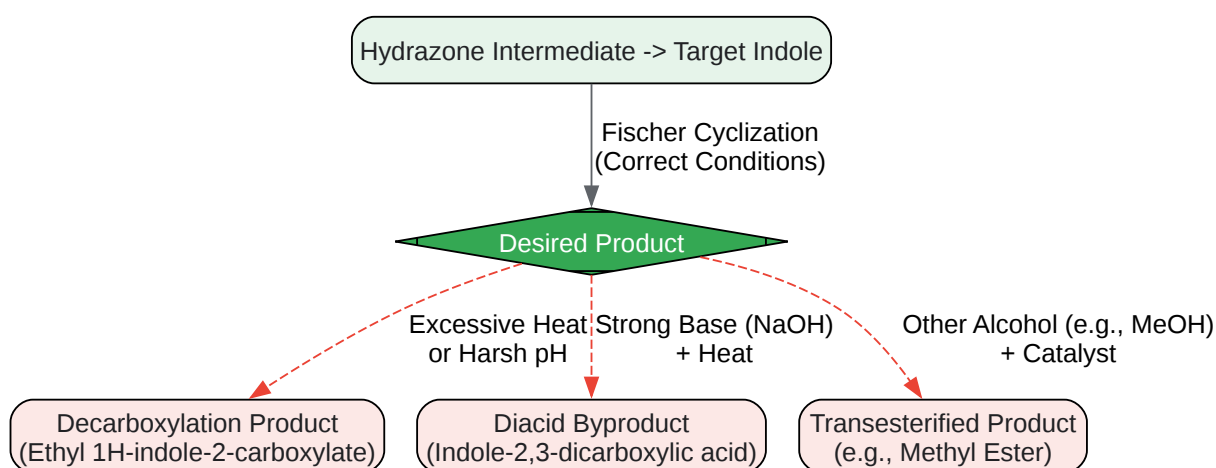 Hydrazone Intermediate -> Target Indole
Fischer Cyclization
(Correct Conditions)
Desired Product
Excessive Heat
or Harsh pH
Strong Base (NaOH)
+ Heat
Other Alcohol (e.g., MeOH)
+ Catalyst
Decarboxylation Product
(Ethyl 1H-indole-2-carboxylate)
Diacid Byproduct
(Indole-2,3-dicarboxylic acid)
Transesterified Product
(e.g., Methyl Ester)